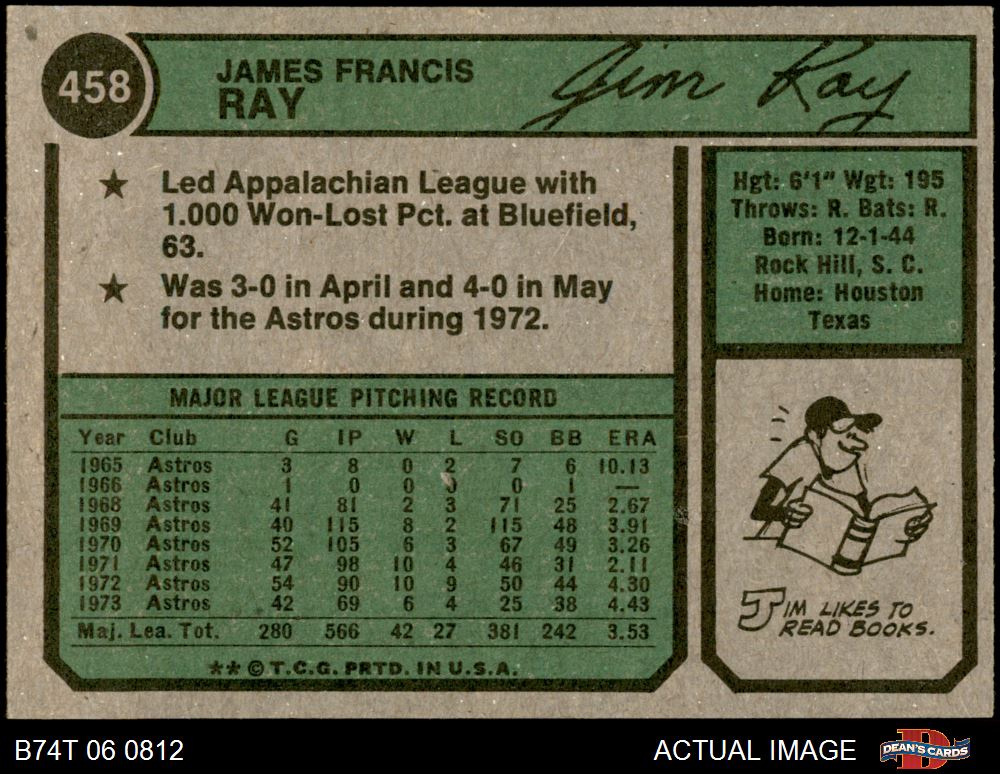 458
JAMES FRANCIS
RAY
Jim Ray
★ Led Appalachian League with
1.000 Won-Lost Pct. at Bluefield,
63.
★ Was 3-0 in April and 4-0 in May
for the Astros during 1972.
Hgt: 6'1" Wgt: 195
Throws: R. Bats: R.
Born: 12-1-44
Rock Hill, S. C.
Home: Houston
Texas
MAJOR LEAGUE PITCHING RECORD
Year Club G IP W L SO BB ERA
1965 Astros 3 8 0 2 7 6 10.13
1966 Astros 1 0 0 0 0 1 —
1968 Astros 41 81 2 3 71 25 2.67
1969 Astros 40 115 8 2 115 48 3.91
1970 Astros 52 105 6 3 67 49 3.26
1971 Astros 47 98 10 4 46 31 2.11
1972 Astros 54 90 10 9 50 44 4.30
1973 Astros 42 69 6 4 25 38 4.43
Maj. Lea. Tot. 280 566 42 27 381 242 3.53
JIM LIKES TO
READ BOOKS.
★★ © T.C.G. PRTD. IN U.S.A.
B74T 06 0812
ACTUAL IMAGE
DEAN'S CARDS